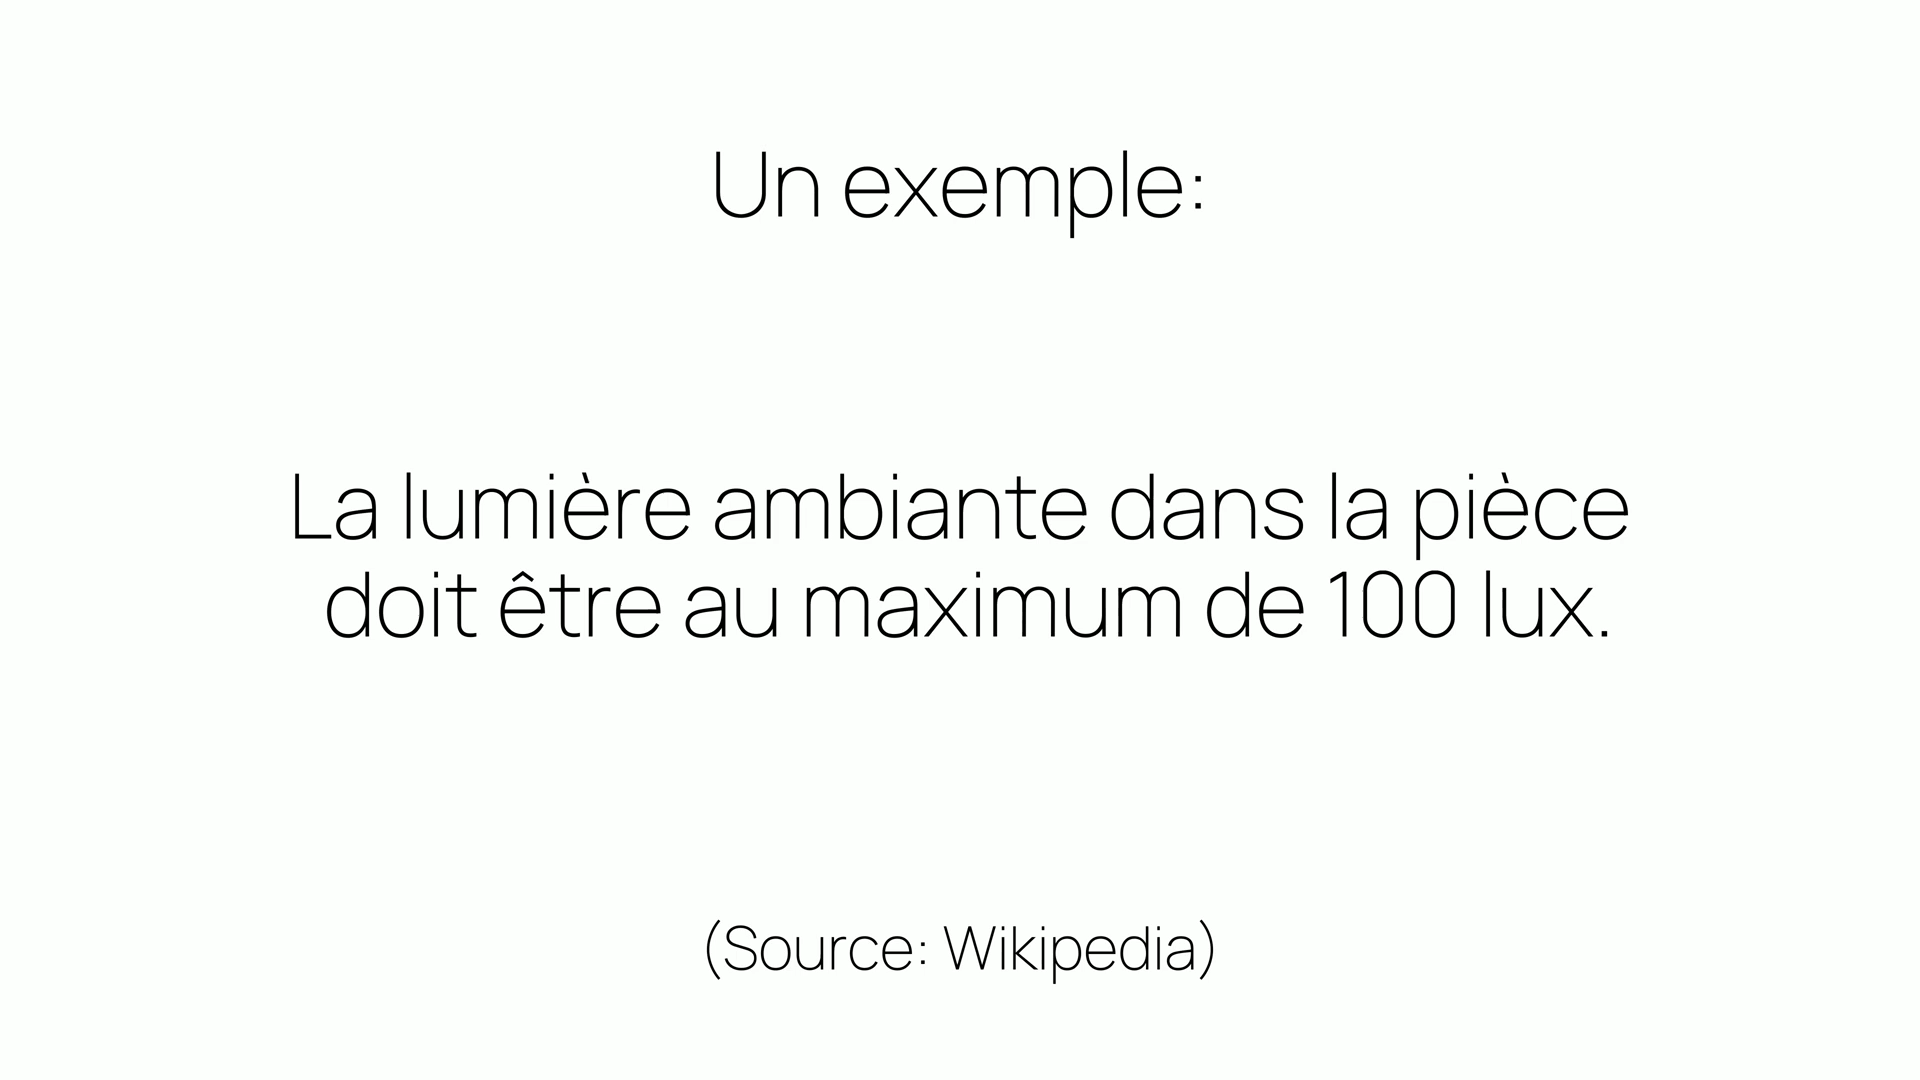 Un exemple:
La lumière ambiante dans la pièce
doit être au maximum de 100 lux.
(Source: Wikipedia)